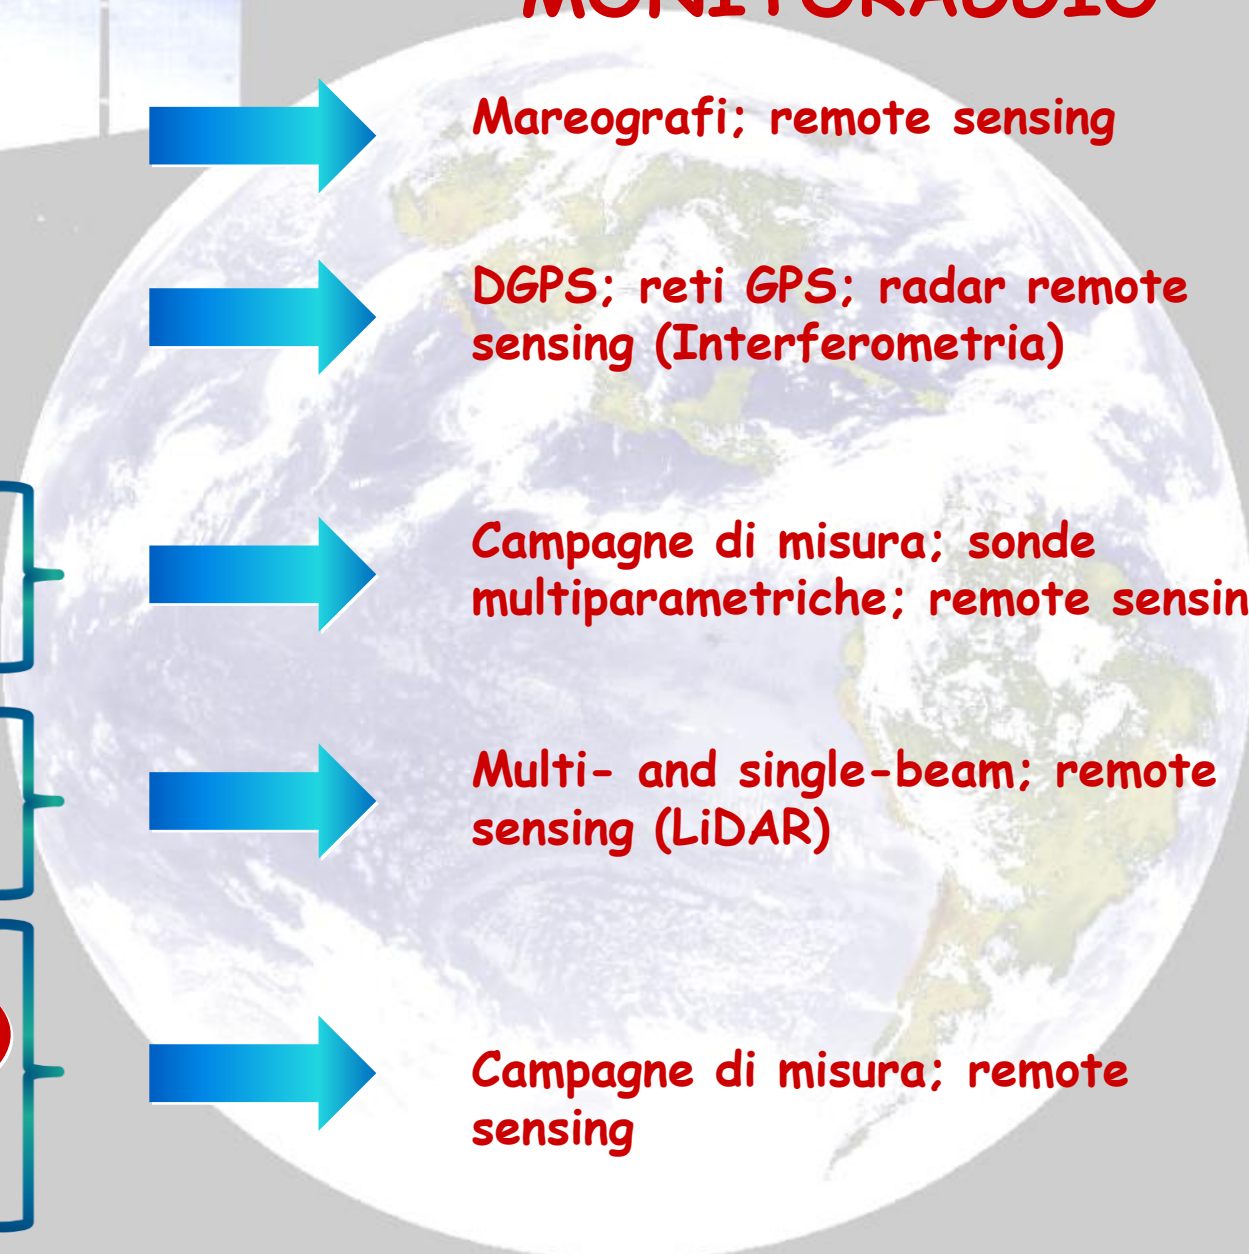 MONITORAGGIO
Mareografi; remote sensing
DGPS; reti GPS; radar remote
sensing (Interferometria)
Campagne di misura; sonde
multiparametriche; remote sensin
Multi- and single-beam; remote
sensing (LiDAR)
Campagne di misura; remote
sensing